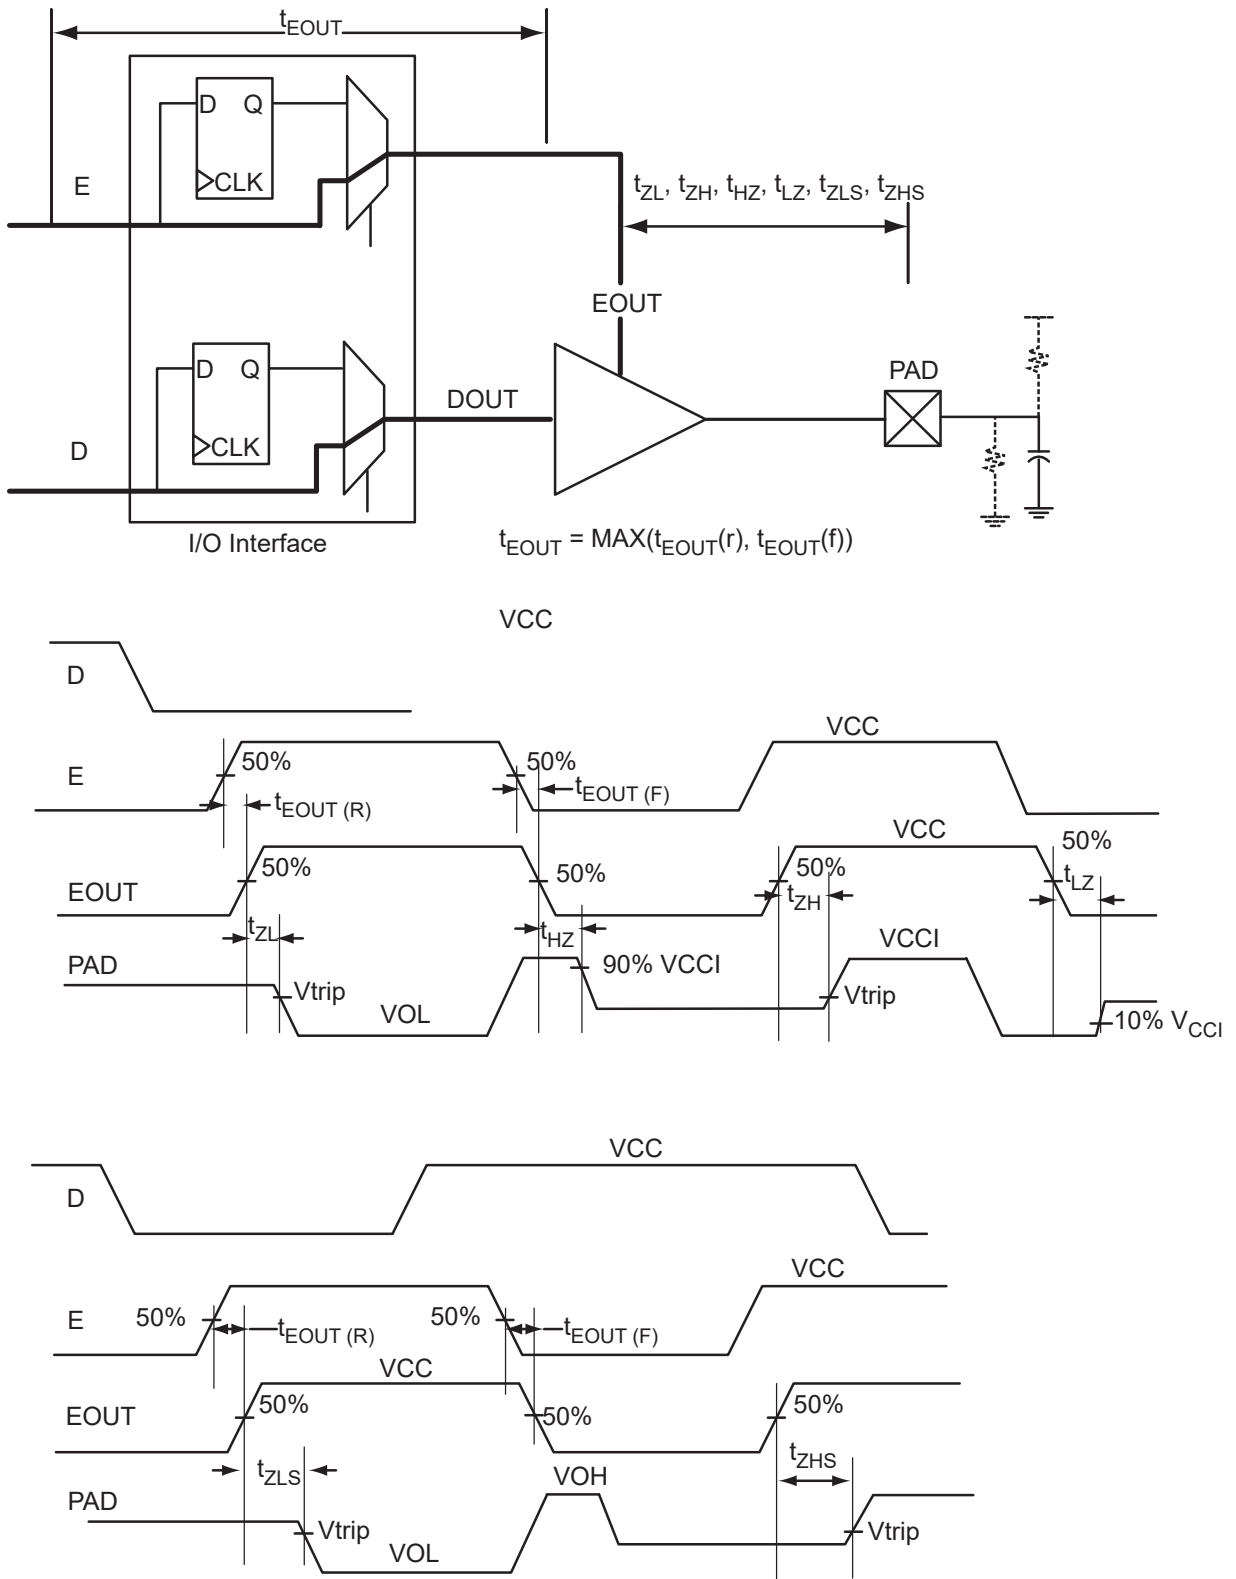 tEOUT
D Q
CLK
E
tZL, tZH, tHZ, tLZ, tZLS, tZHS
EOUT
D Q
CLK
D
DOUT
PAD
I/O Interface
tEOUT = MAX(tEOUT(r), tEOUT(f))
VCC
D
VCC
E
50%
50%
tEOUT (R)
tEOUT (F)
VCC
50%
EOUT
50%
50%
50%
tZL
tHZ
tZH
tLZ
PAD
VCCI
90% VCCI
Vtrip
Vtrip
VOL
10% VCCI
VCC
D
VCC
E
50%
tEOUT (R)
50%
tEOUT (F)
VCC
EOUT
50%
50%
50%
tZLS
tZHS
PAD
VOH
Vtrip
Vtrip
VOL